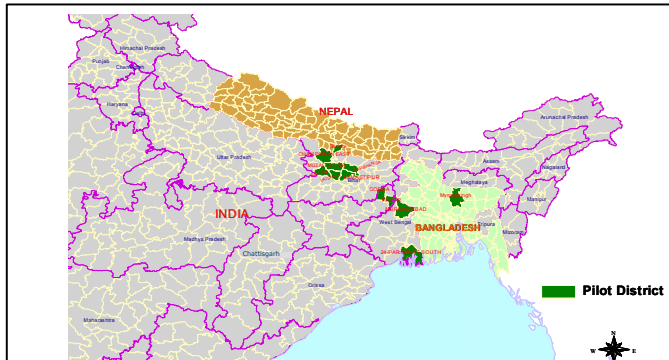 Himachal Pradesh
Punjab
Haryana
NEPAL
Sikkim
Arunachal Pradesh
Uttar Pradesh
Assam
Nagaland
Meghalaya
Manipur
INDIA
West Bengal
BANGLADESH
Tripura
Mizoram
Madhya Pradesh
Chattisgarh
Orissa
Maharashtra
Pilot District
N
W E
S